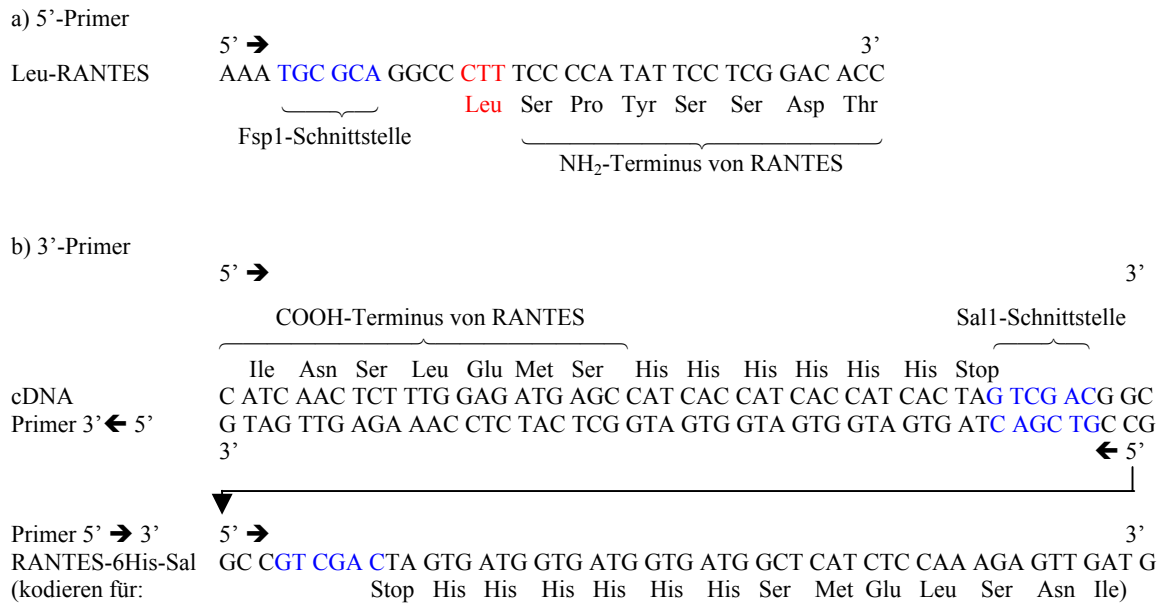 a) 5’-Primer
5’ ➔ 3’
Leu-RANTES AAA TGC GCA GGCC CTT TCC CCA TAT TCC TCG GAC ACC
Leu Ser Pro Tyr Ser Ser Asp Thr
Fsp1-Schnittstelle
NH₂-Terminus von RANTES
b) 3’-Primer
5’ ➔ 3’
COOH-Terminus von RANTES Sal1-Schnittstelle
Ile Asn Ser Leu Glu Met Ser His His His His His His Stop
cDNA C ATC AAC TCT TTG GAG ATG AGC CAT CAC CAT CAC CAT CAC TAG TCG ACG GC
Primer 3’ 🡸 5’ G TAG TTG AGA AAC CTC TAC TCG GTA GTG GTA GTG GTA GTG ATC AGC TGC CG
3’ 🡸 5’
Primer 5’ ➔ 3’ 5’ ➔ 3’
RANTES-6His-Sal GC CGT CGA CTA GTG ATG GTG ATG GTG ATG GCT CAT CTC CAA AGA GTT GAT G
(kodieren für: Stop His His His His His His Ser Met Glu Leu Ser Asn Ile)